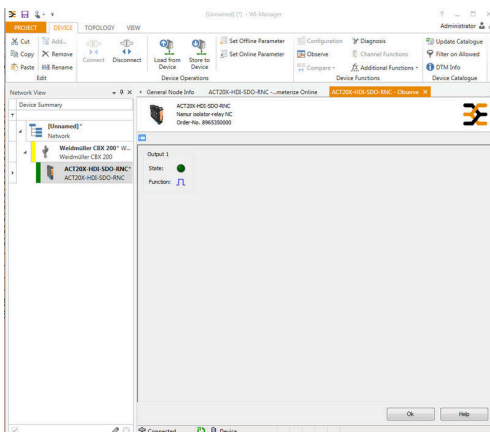 [Unnamed] (*) - WI-Manager
PROJECT DEVICE TOPOLOGY VIEW
Administrator
Cut
Copy
Paste
Add...
Remove
Rename
Edit
Connect
Disconnect
Load from Device
Store to Device
Device Operations
Set Offline Parameter
Set Online Parameter
Configuration
Observe
Compare
Diagnosis
Channel Functions
Additional Functions
Device Functions
Update Catalogue
Filter on Allowed
DTM Info
Device Catalogue
Network View
General Node Info
ACT20X-HDI-SDO-RNC -...meterize Online
ACT20X-HDI-SDO-RNC - Observe
Device Summary
[Unnamed]*
Network
Weidmüller CBX 200* W...
Weidmüller CBX 200
ACT20X-HDI-SDO-RNC*
ACT20X-HDI-SDO-RNC
ACT20X-HDI-SDO-RNC
Namur isolator-relay NC
Order-No. 8965350000
Output 1
State:
Function:
Ok
Help
Connected
Device